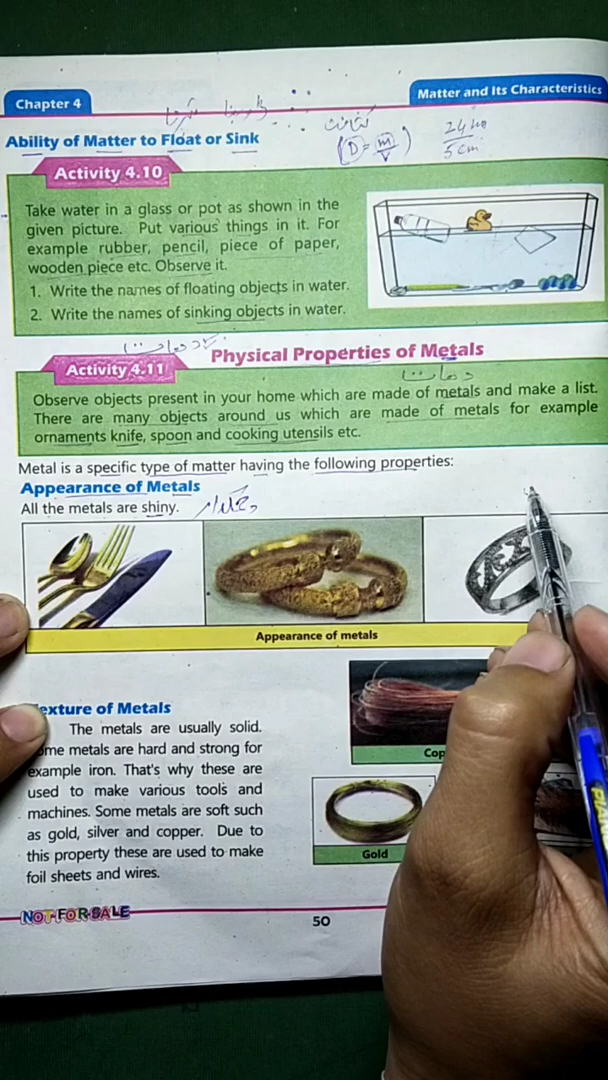 Chapter 4
Matter and Its Characteristics
Ability of Matter to Float or Sink
کثافت
(D = m/v)
24
5 cm
Activity 4.10
Take water in a glass or pot as shown in the
given picture. Put various things in it. For
example rubber, pencil, piece of paper,
wooden piece etc. Observe it.
1. Write the names of floating objects in water.
2. Write the names of sinking objects in water.
Physical Properties of Metals
Activity 4.11
دھات
Observe objects present in your home which are made of metals and make a list.
There are many objects around us which are made of metals for example
ornaments knife, spoon and cooking utensils etc.
Metal is a specific type of matter having the following properties:
Appearance of Metals
All the metals are shiny.
چمکدار
Appearance of metals
exture of Metals
The metals are usually solid.
me metals are hard and strong for
example iron. That's why these are
used to make various tools and
machines. Some metals are soft such
as gold, silver and copper. Due to
this property these are used to make
foil sheets and wires.
Cop
Gold
NOT FOR SALE
50